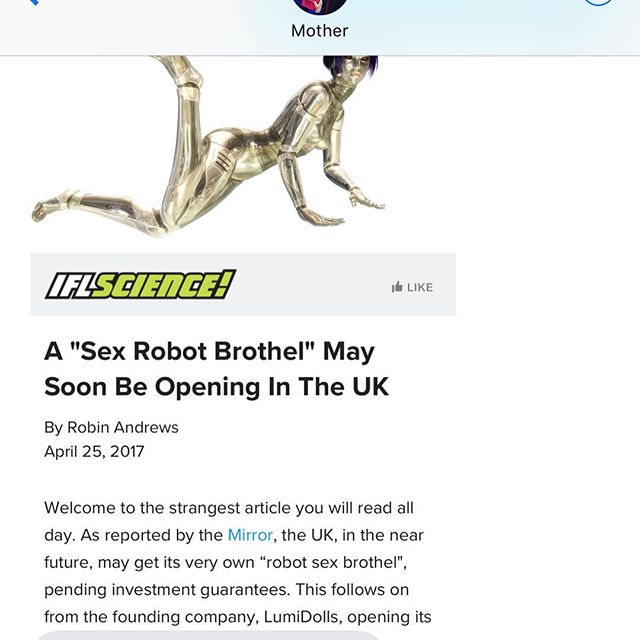 Mother
IFLSCIENCE!
LIKE
A "Sex Robot Brothel" May
Soon Be Opening In The UK
By Robin Andrews
April 25, 2017
Welcome to the strangest article you will read all
day. As reported by the Mirror, the UK, in the near
future, may get its very own “robot sex brothel",
pending investment guarantees. This follows on
from the founding company, LumiDolls, opening its